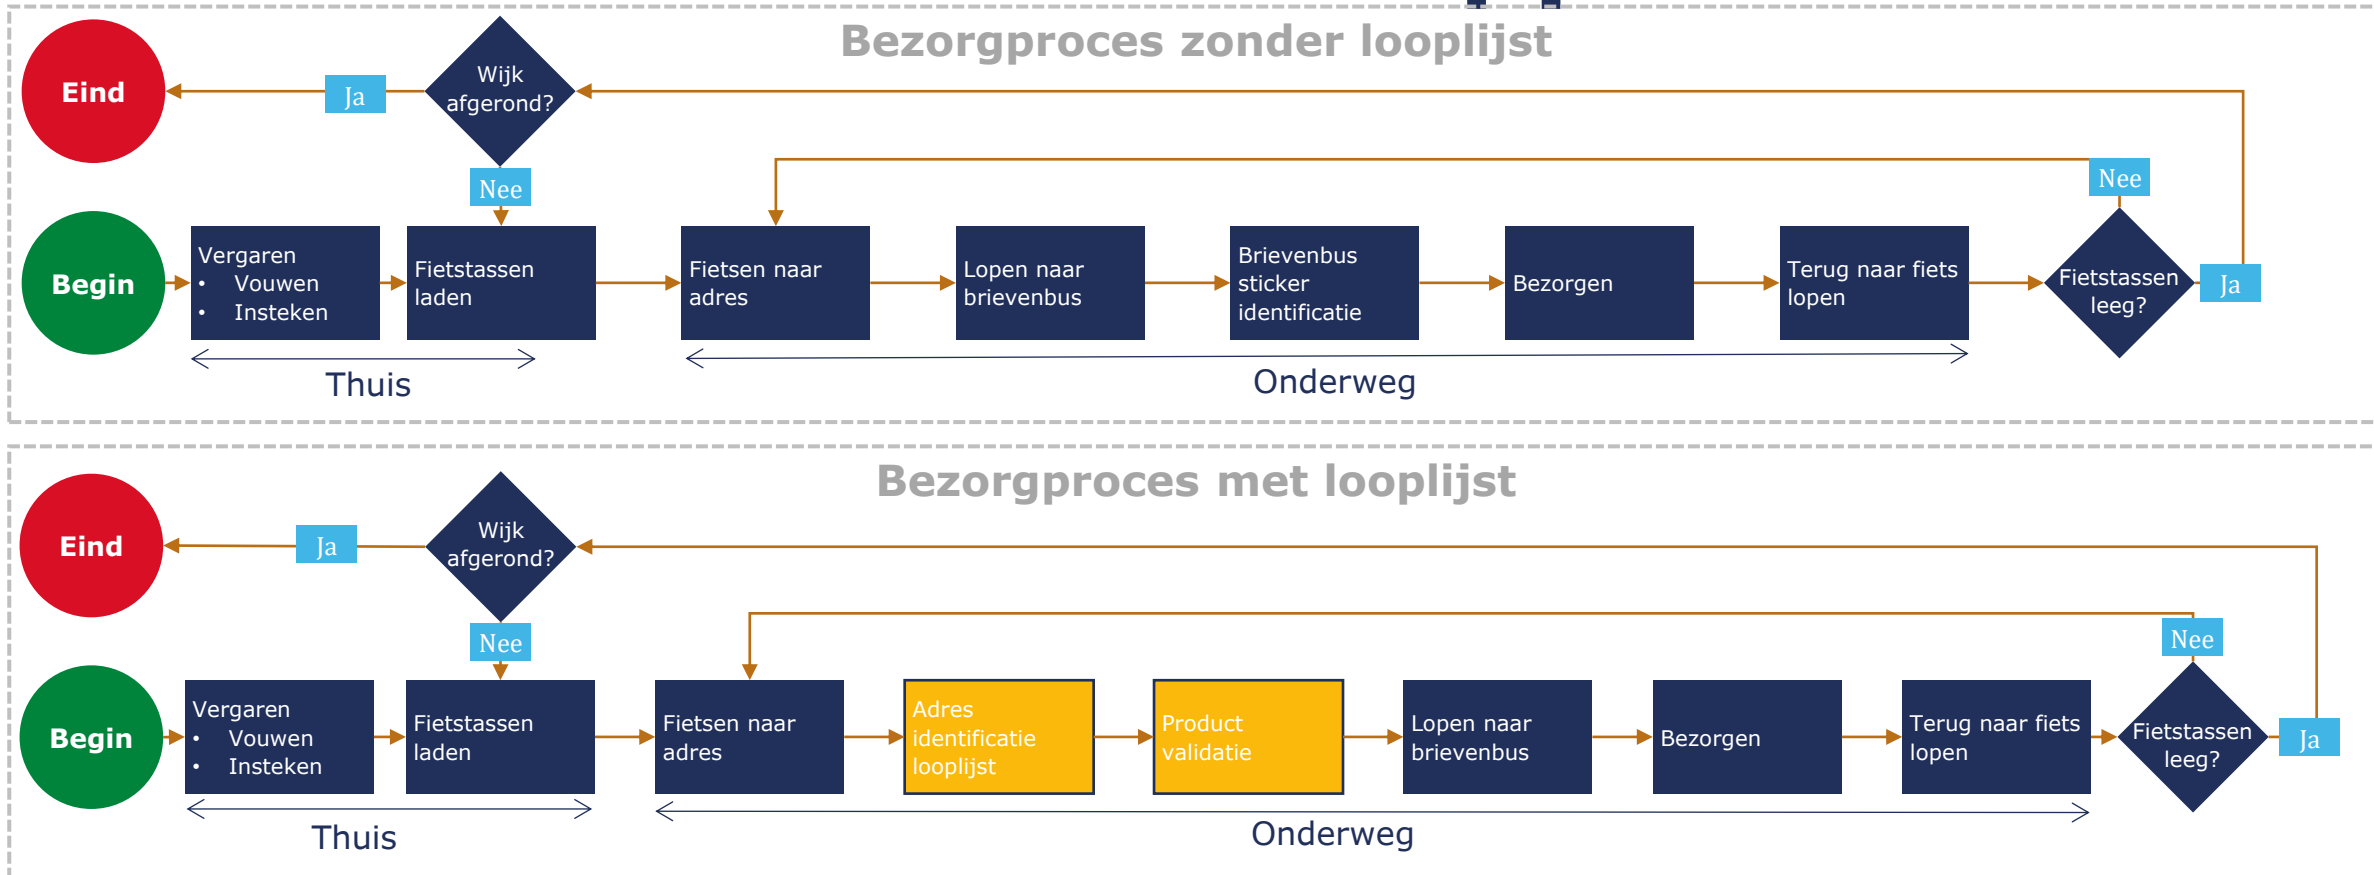 Bezorgproces zonder looplijst
Eind
Ja
Wijk
afgerond?
Nee
Nee
Begin
Vergaren
• Vouwen
• Insteken
Fietstassen
laden
Fietsen naar
adres
Lopen naar
brievenbus
Brievenbus
sticker
identificatie
Bezorgen
Terug naar fiets
lopen
Fietstassen
leeg?
Ja
Thuis
Onderweg
Bezorgproces met looplijst
Eind
Ja
Wijk
afgerond?
Nee
Nee
Begin
Vergaren
• Vouwen
• Insteken
Fietstassen
laden
Fietsen naar
adres
Adres
identificatie
looplijst
Product
validatie
Lopen naar
brievenbus
Bezorgen
Terug naar fiets
lopen
Fietstassen
leeg?
Ja
Thuis
Onderweg